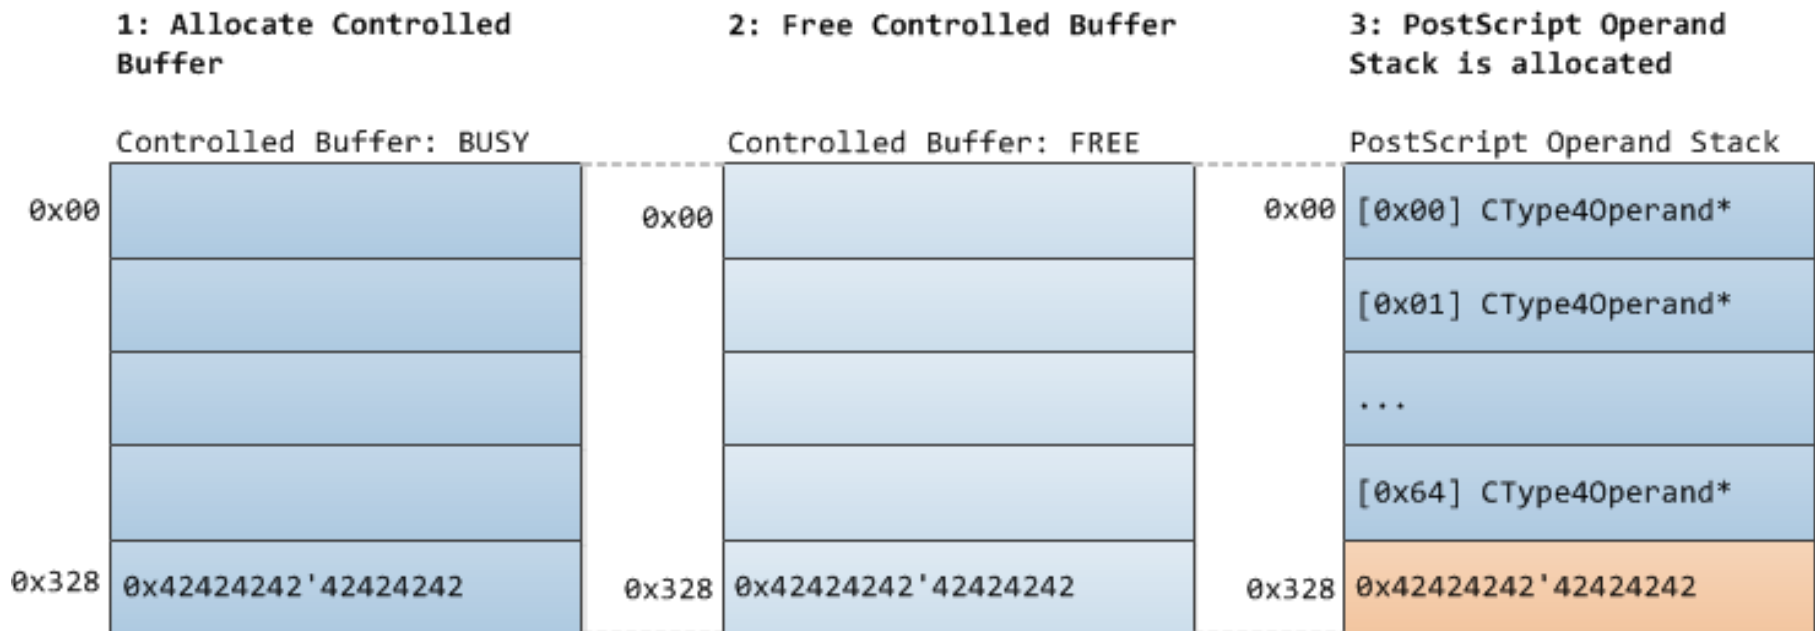 1: Allocate Controlled
Buffer
2: Free Controlled Buffer
3: PostScript Operand
Stack is allocated
Controlled Buffer: BUSY
Controlled Buffer: FREE
PostScript Operand Stack
0x00
0x328
0x42424242'42424242
0x00
0x328
0x42424242'42424242
0x00
[0x00] CType4Operand*
[0x01] CType4Operand*
...
[0x64] CType4Operand*
0x328
0x42424242'42424242